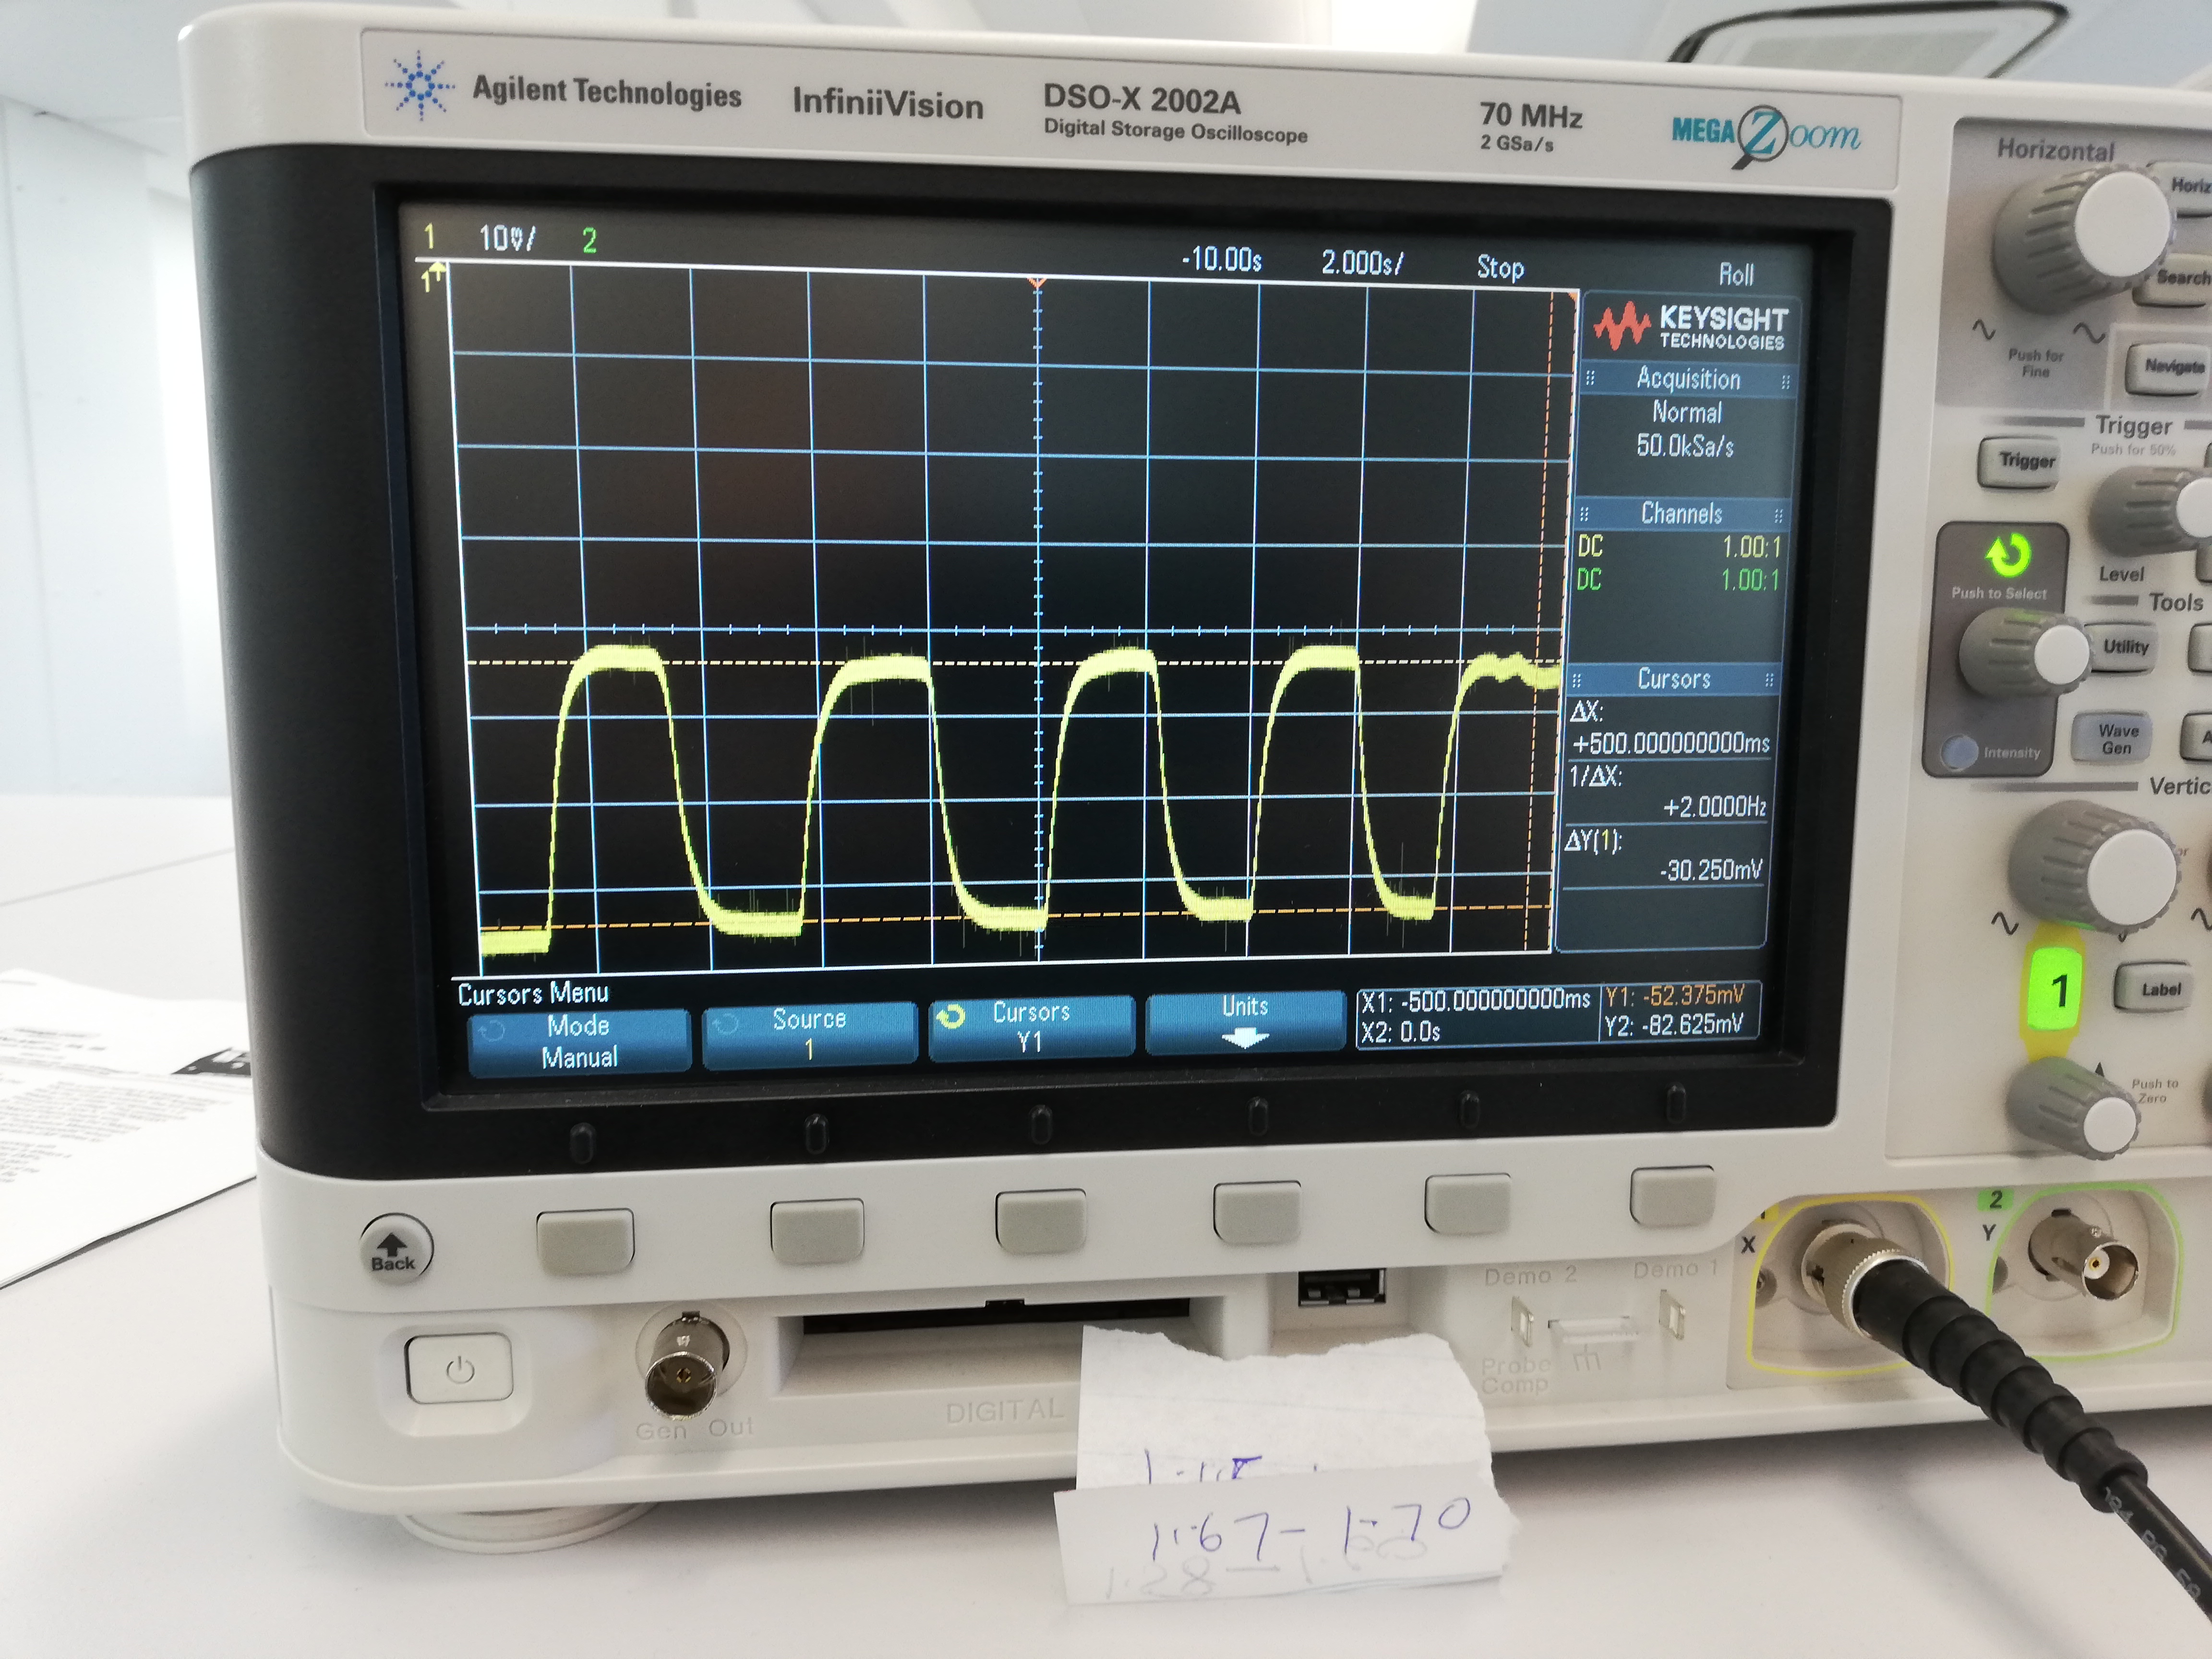 Agilent Technologies InfiniiVision DSO-X 2002A 70 MHz MEGA Zoom
Digital Storage Oscilloscope 2 GSa/s
Horizontal
Horiz
Search
Push for
Fine
Navigate
Trigger
Push for 50%
Trigger
Level
Push to Select
Tools
Utility
Wave
Gen
Intensity
Vertic
1
Label
Push to
Zero
1 10 / 2 -10.00s 2.000s/ Stop Roll
1
KEYSIGHT
TECHNOLOGIES
Acquisition
Normal
50.0kSa/s
Channels
DC 1.00:1
DC 1.00:1
Cursors
ΔX:
+500.000000000ms
1/ΔX:
+2.0000Hz
ΔY(1):
-30.250mV
Cursors Menu
Mode
Manual
Source
1
Cursors
Y1
Units
X1: -500.000000000ms
X2: 0.0s
Y1: -52.375mV
Y2: -82.625mV
Back
Gen Out
DIGITAL
Demo 2 Demo 1
Probe
Comp
X
2
Y
1.67- 1.70